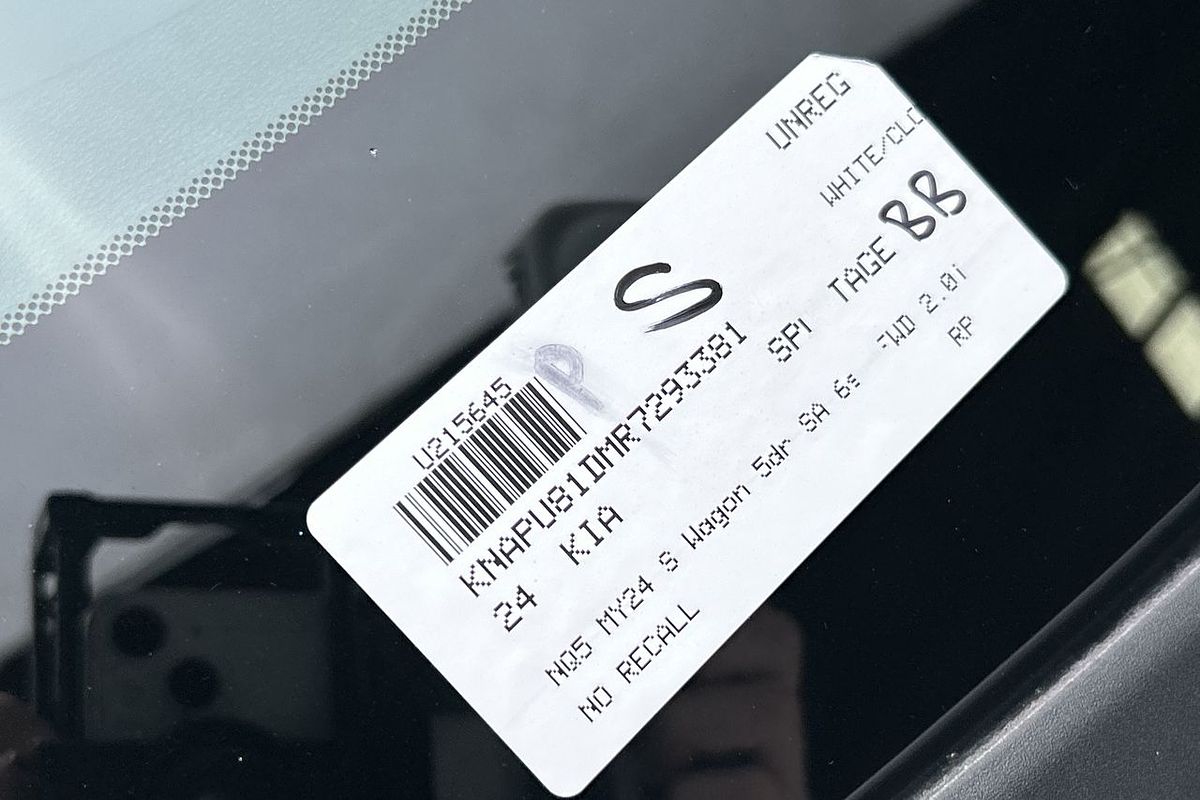 UNREG
WHITE/CLO
S
P
BB
U215645
KNAPU81DMR7293381
24 KIA SPI TAGE
NQ5 MY24 S Wagon 5dr SA 6s FWD 2.0i
NO RECALL RP